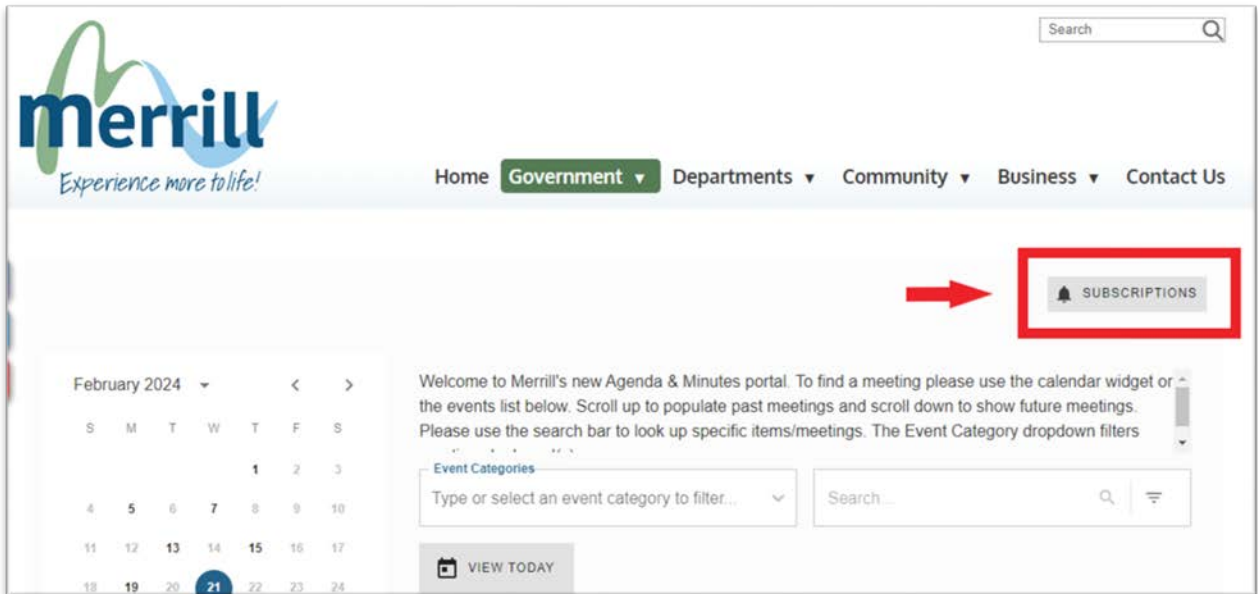 Search
merrill
Experience more to life!
Home Government ▼ Departments ▼ Community ▼ Business ▼ Contact Us
SUBSCRIPTIONS
February 2024
S M T W T F S
1 2 3
4 5 6 7 8 9 10
11 12 13 14 15 16 17
18 19 20 21 22 23 24
Welcome to Merrill's new Agenda & Minutes portal. To find a meeting please use the calendar widget or
the events list below. Scroll up to populate past meetings and scroll down to show future meetings.
Please use the search bar to look up specific items/meetings. The Event Category dropdown filters
Event Categories
Type or select an event category to filter...
Search...
VIEW TODAY